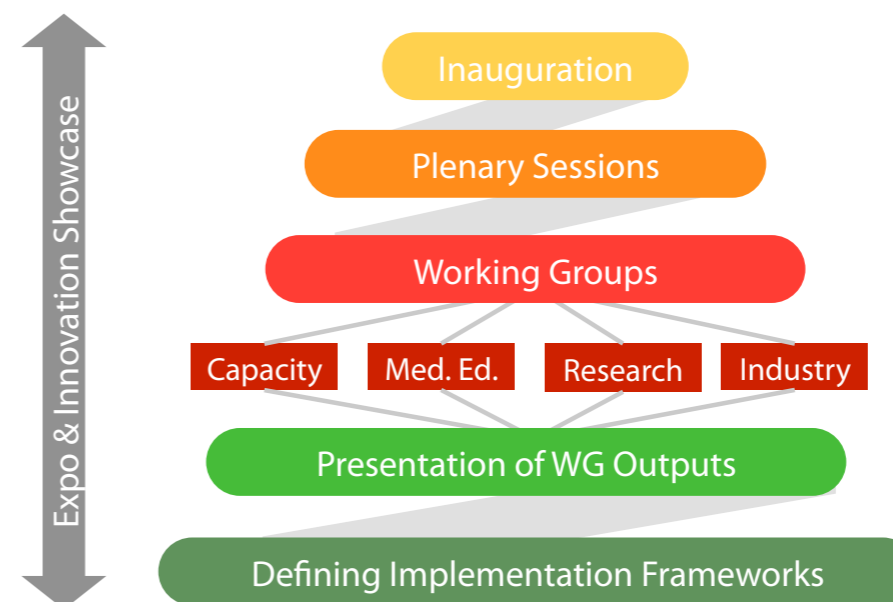 Expo & Innovation Showcase
Inauguration
Plenary Sessions
Working Groups
Capacity
Med. Ed.
Research
Industry
Presentation of WG Outputs
Defining Implementation Frameworks